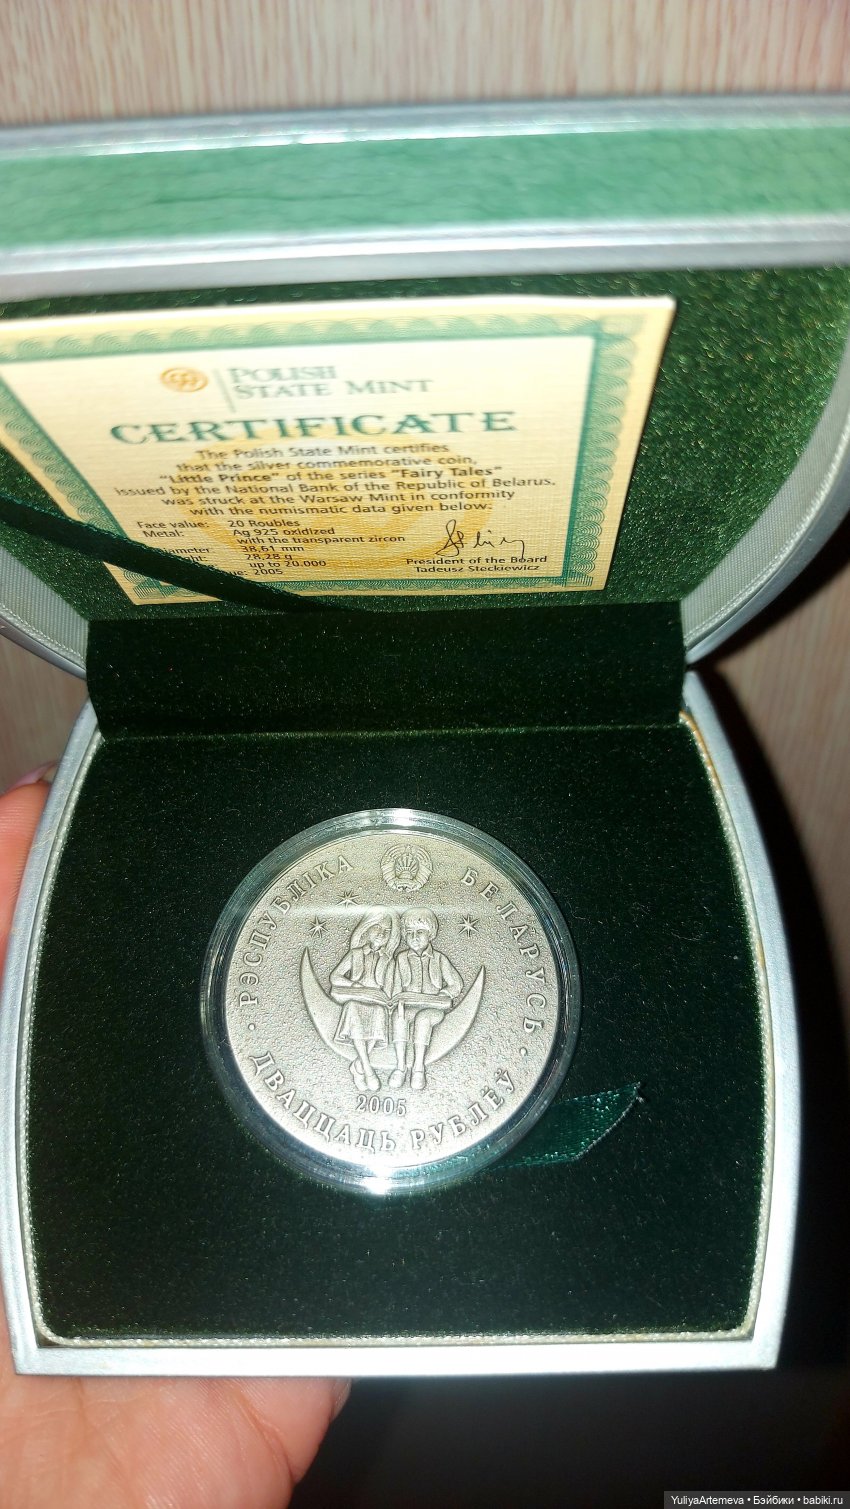 POLISH
STATE MINT
CERTIFICATE
The Polish State Mint certifies
that the silver commemorative coin,
"Little Prince" of the series "Fairy Tales"
issued by the National Bank of the Republic of Belarus.
was struck at the Warsaw Mint in conformity
with the numismatic data given below:
Face value: 20 Roubles
Metal: Ag 925 oxidized
with the transparent zircon
38,61 mm
28,28 g
up to 20.000
2005
President of the Board
Tadeusz Steckiewicz
РЭСПУБЛІКА БЕЛАРУСЬ
2005
ДВАЦЦАЦЬ РУБЛЁЎ
YuliyaArtemeva • Бэйбики • babiki.ru